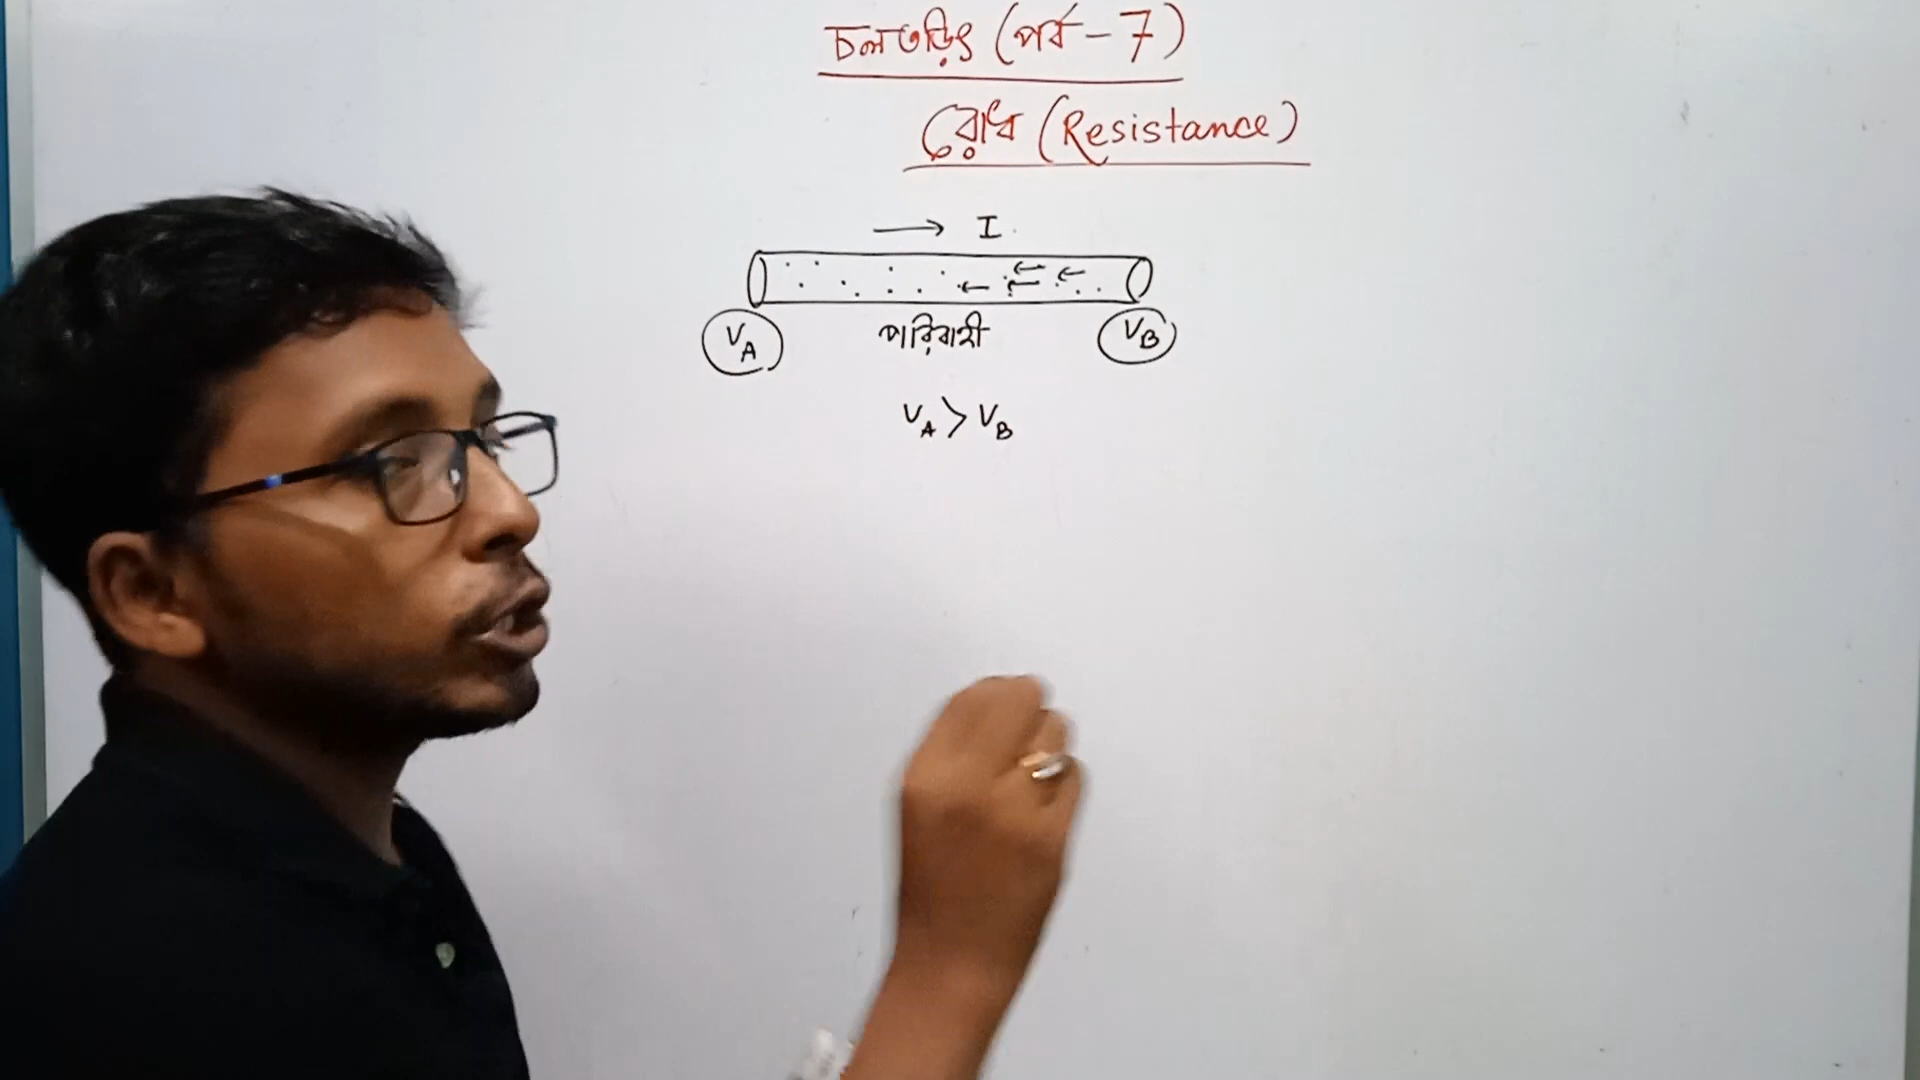 চলতড়িৎ (পর্ব - 7)
রোধ (Resistance)
→ I
V_A পরিবাহী V_B
V_A > V_B